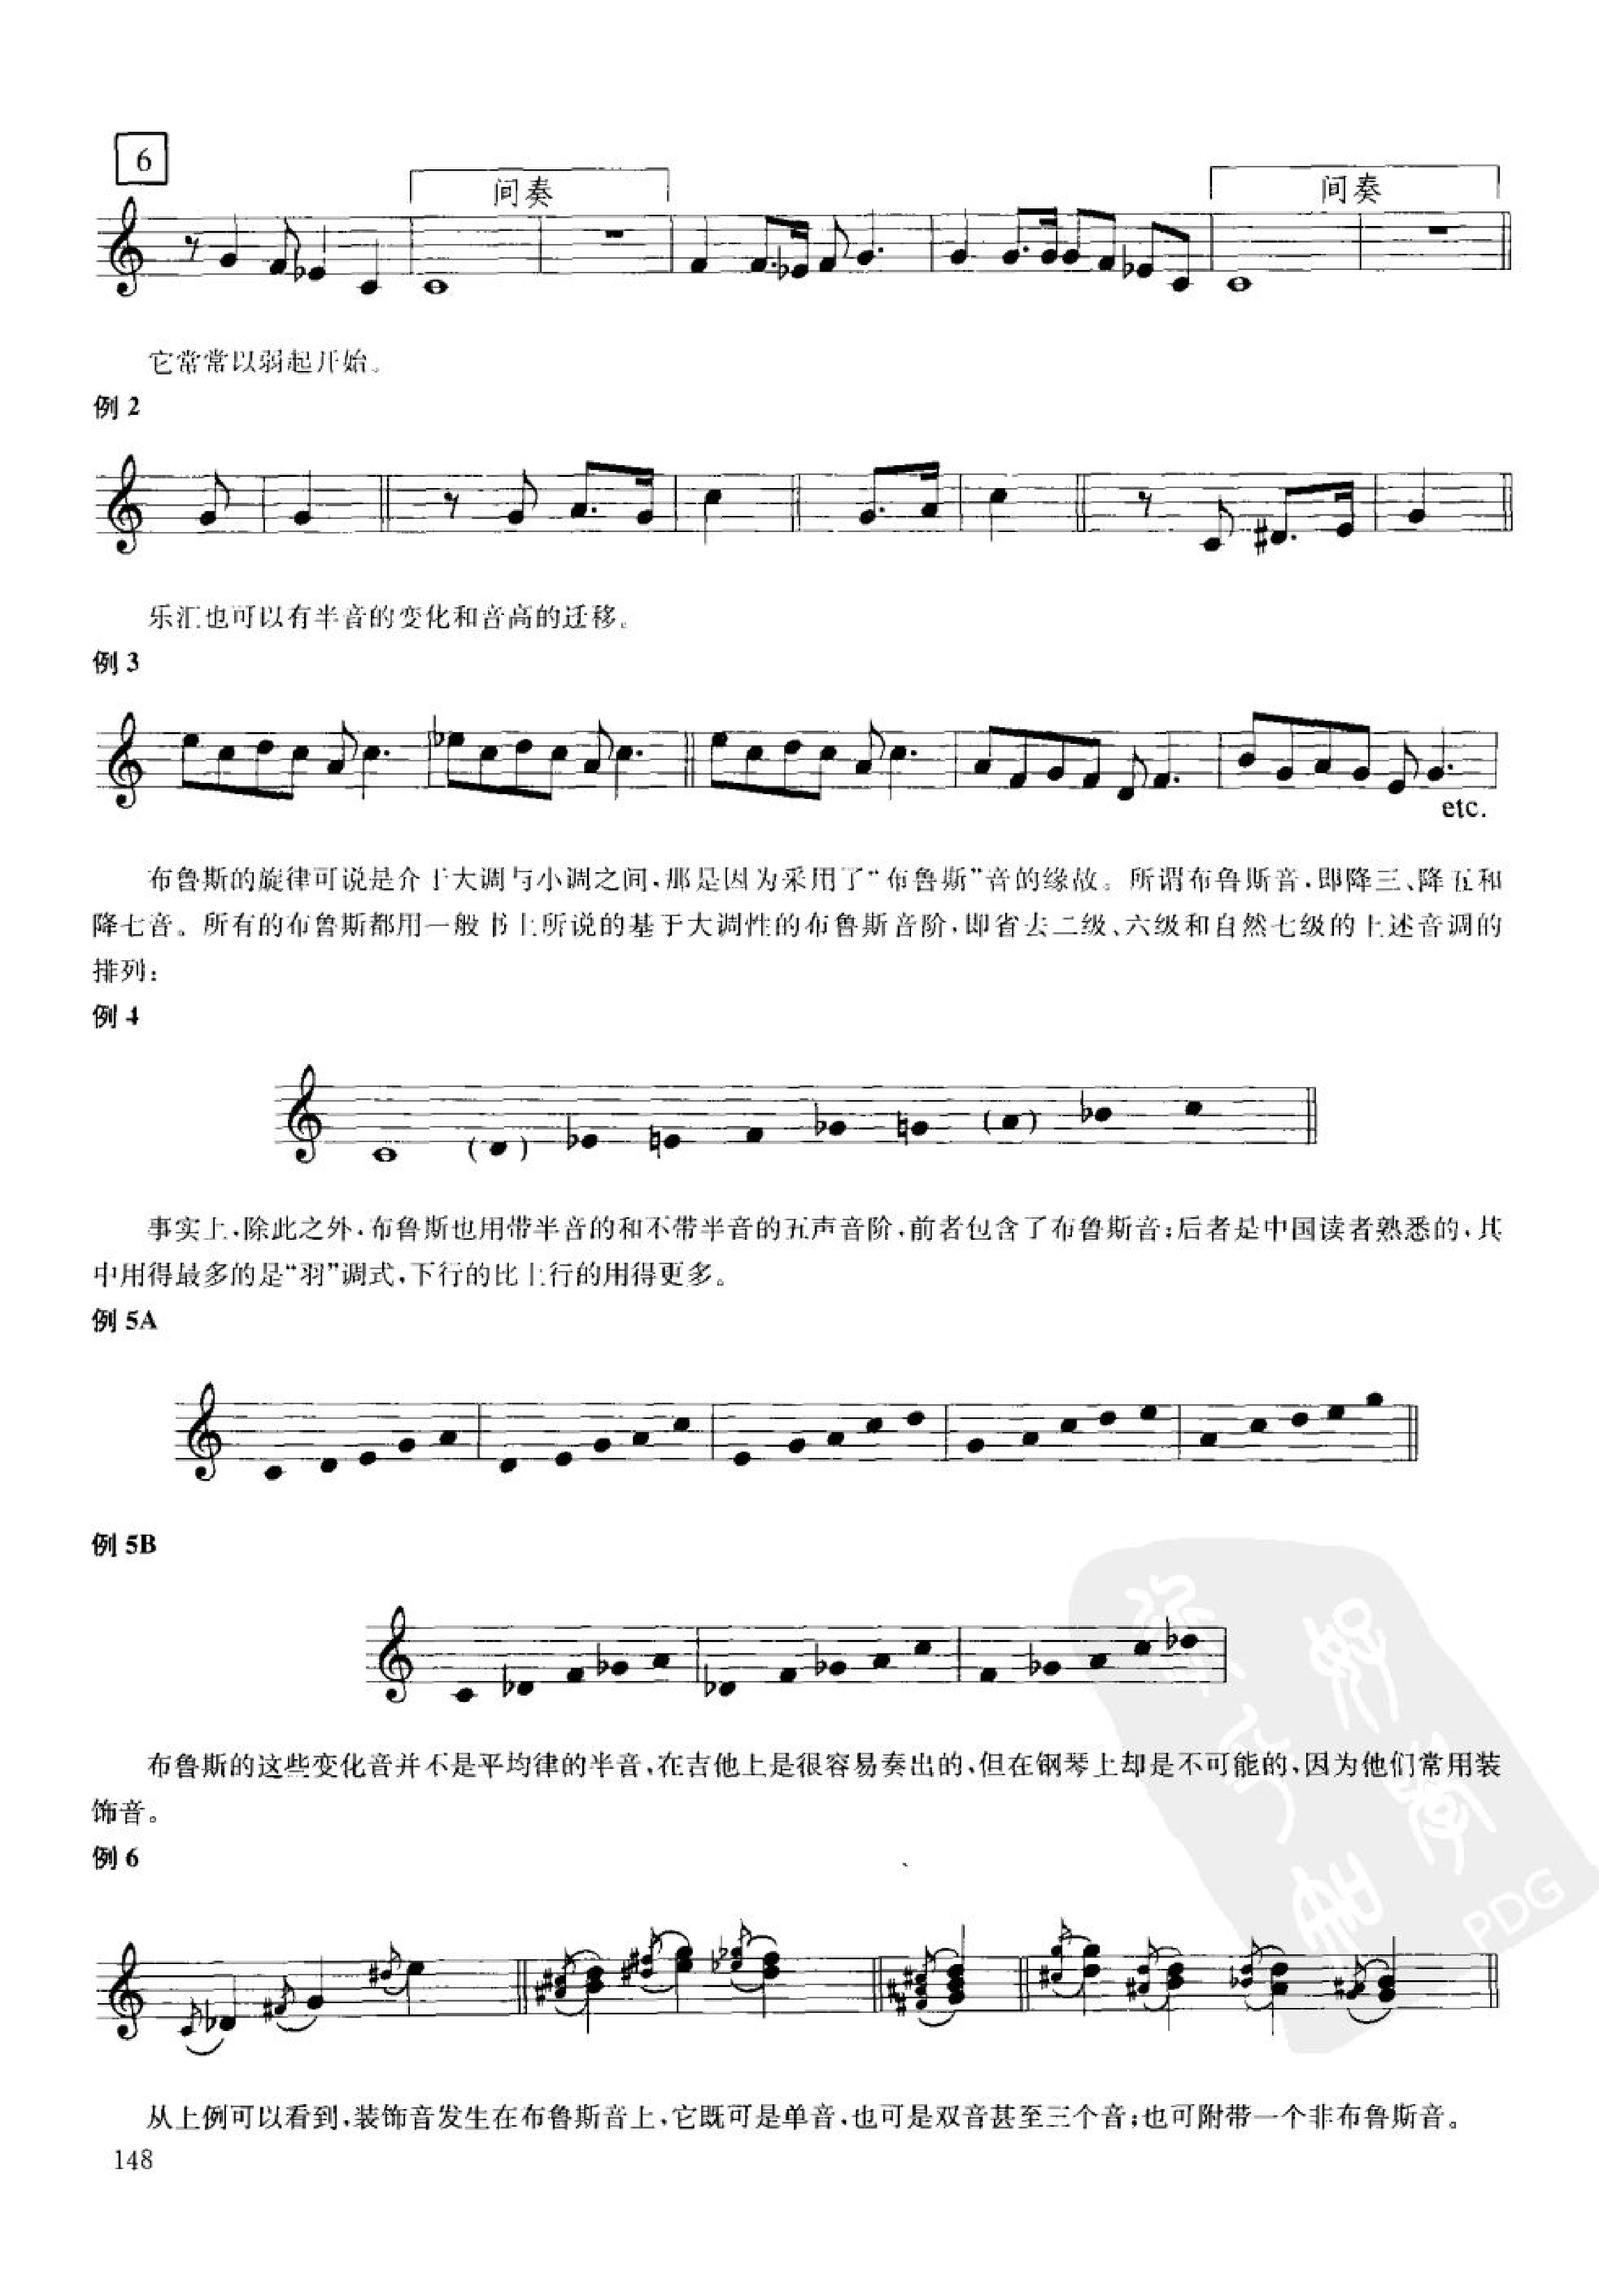 6
间奏
间奏
它常常以弱起开始。
例 2
乐汇也可以有半音的变化和音高的迁移。
例 3
etc.
布鲁斯的旋律可说是介于大调与小调之间,那是因为采用了“布鲁斯”音的缘故。所谓布鲁斯音,即降三、降五和
降七音。所有的布鲁斯都用一般书上所说的基于大调性的布鲁斯音阶,即省去二级、六级和自然七级的上述音调的
排列:
例 4
事实上,除此之外,布鲁斯也用带半音的和不带半音的五声音阶,前者包含了布鲁斯音;后者是中国读者熟悉的,其
中用得最多的是“羽”调式,下行的比上行的用得更多。
例 5A
例 5B
布鲁斯的这些变化音并不是平均律的半音,在吉他上是很容易奏出的,但在钢琴上却是不可能的,因为他们常用装
饰音。
例 6
PDG
从上例可以看到,装饰音发生在布鲁斯音上,它既可是单音,也可是双音甚至三个音;也可附带一个非布鲁斯音。
148